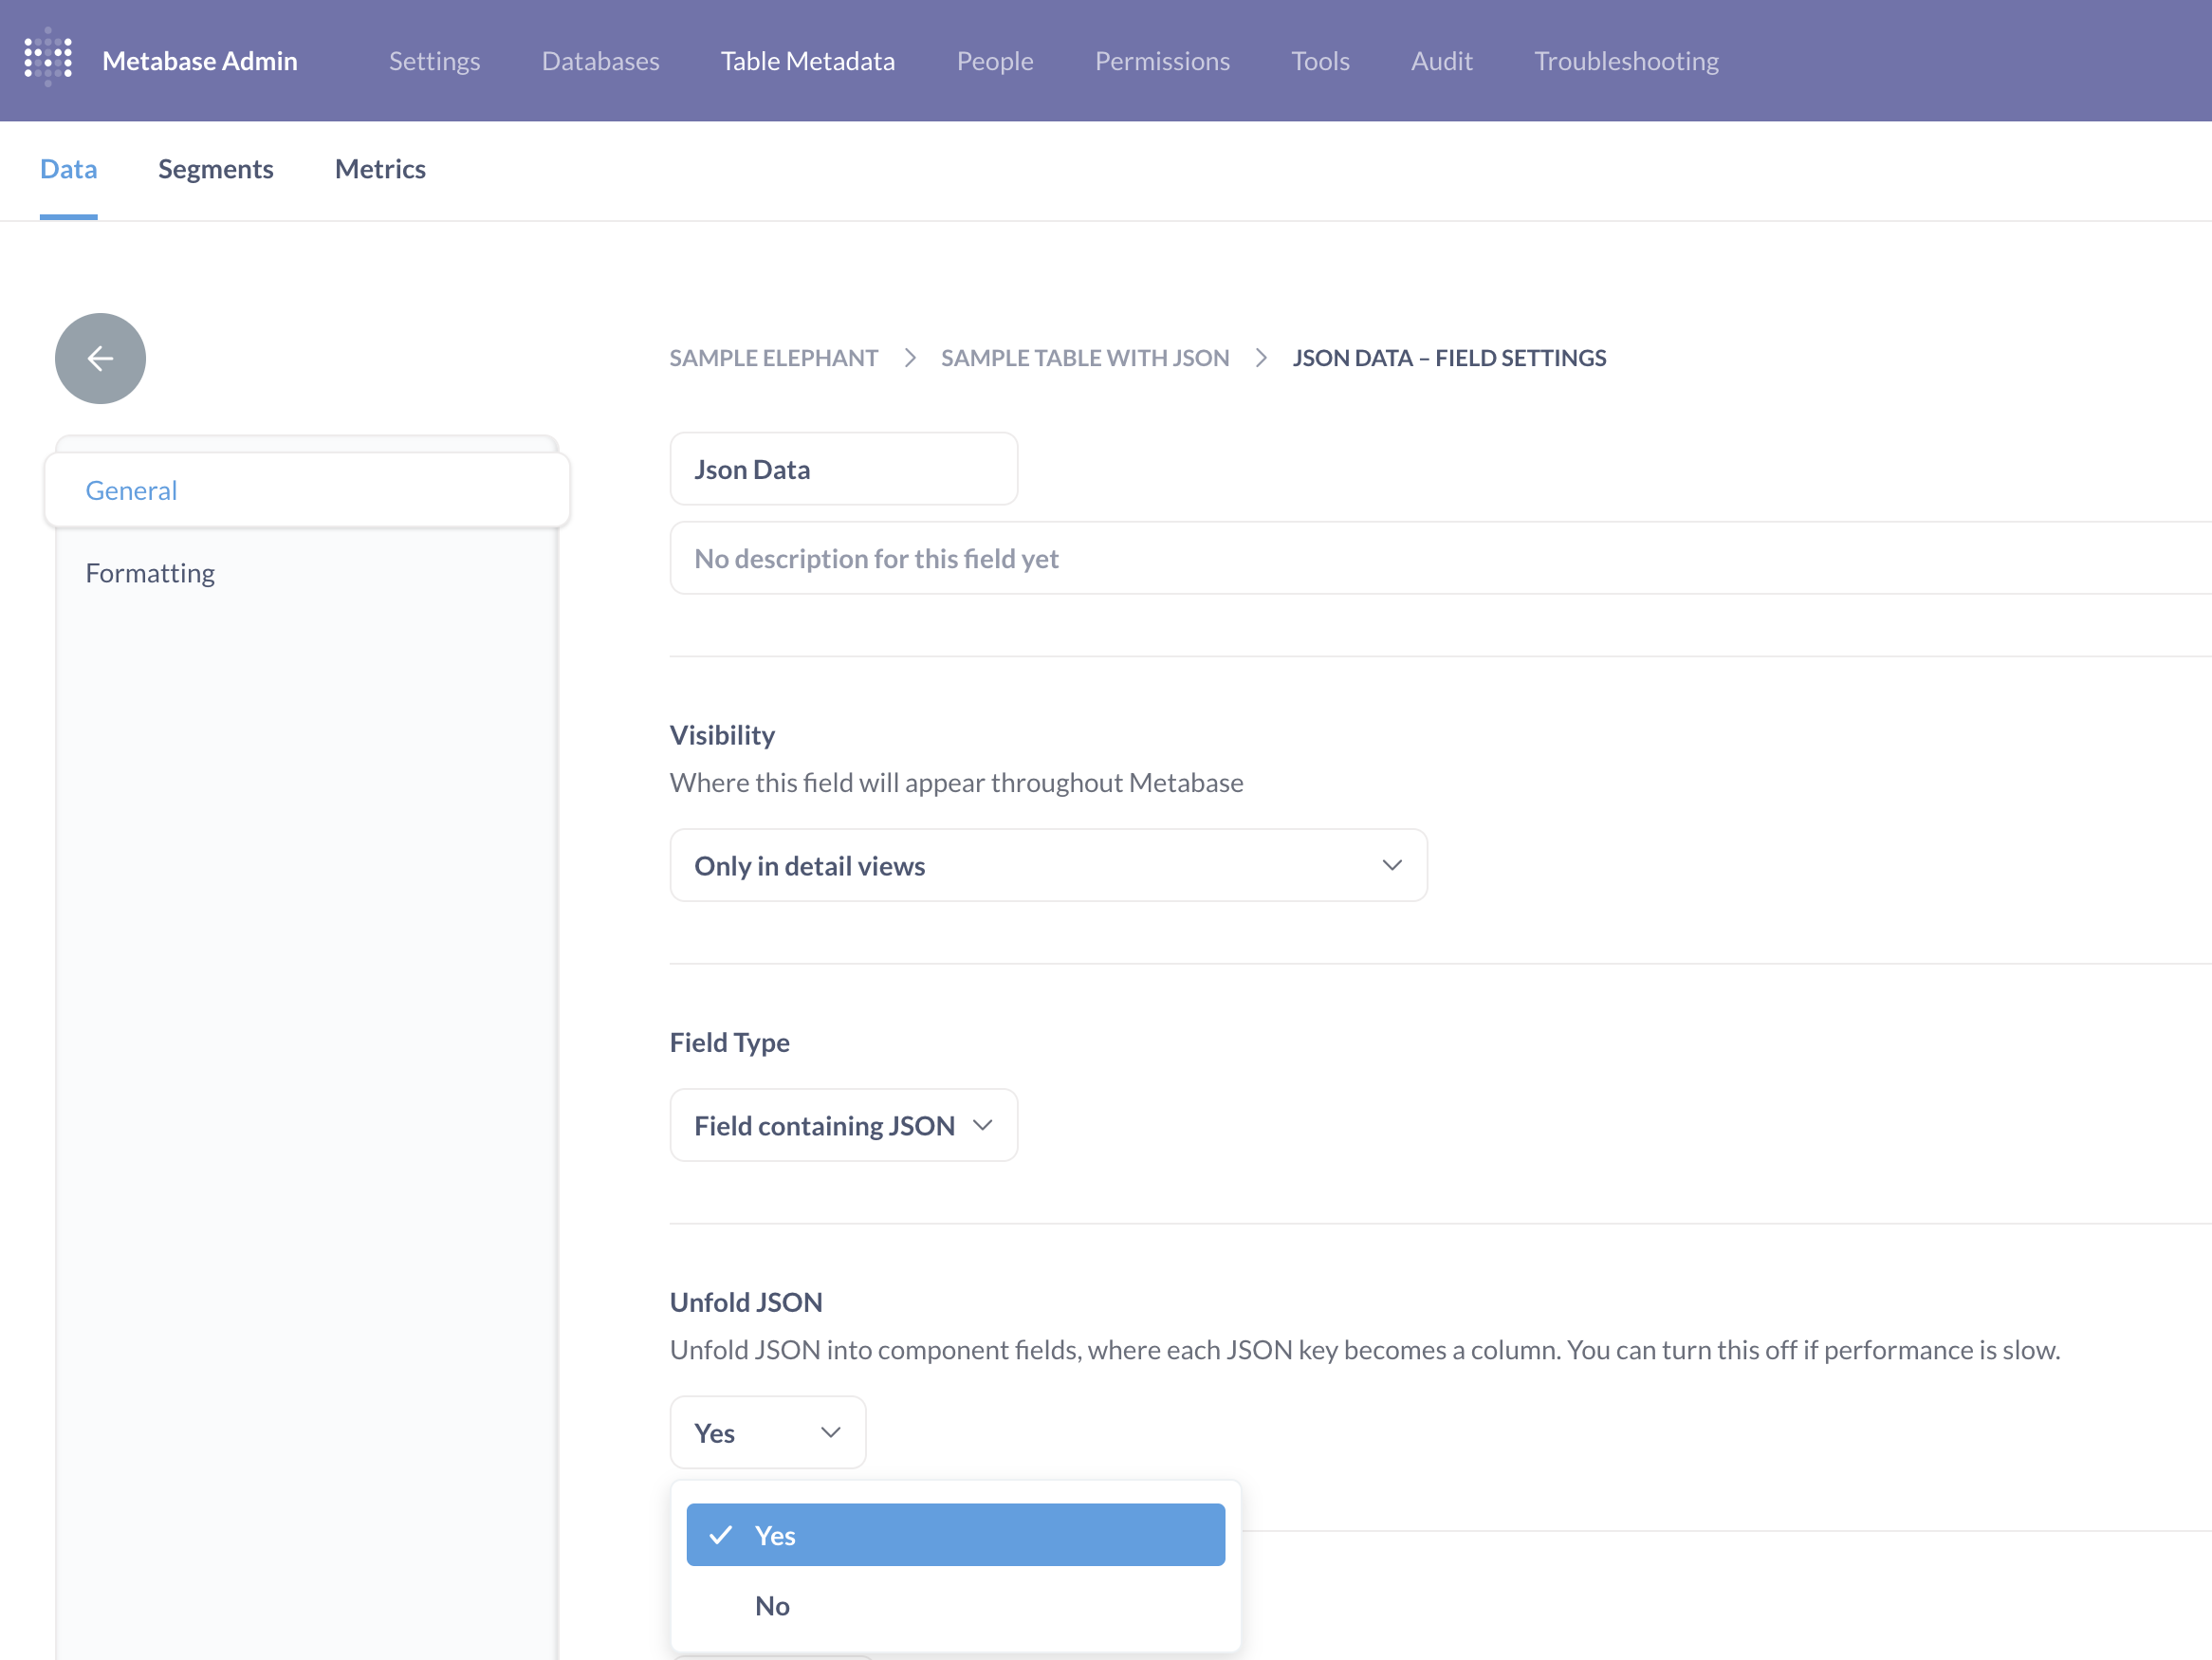 Metabase Admin Settings Databases Table Metadata People Permissions Tools Audit Troubleshooting
Data Segments Metrics
SAMPLE ELEPHANT SAMPLE TABLE WITH JSON JSON DATA – FIELD SETTINGS
General
Formatting
Json Data
No description for this field yet
Visibility
Where this field will appear throughout Metabase
Only in detail views
Field Type
Field containing JSON
Unfold JSON
Unfold JSON into component fields, where each JSON key becomes a column. You can turn this off if performance is slow.
Yes
Yes
No